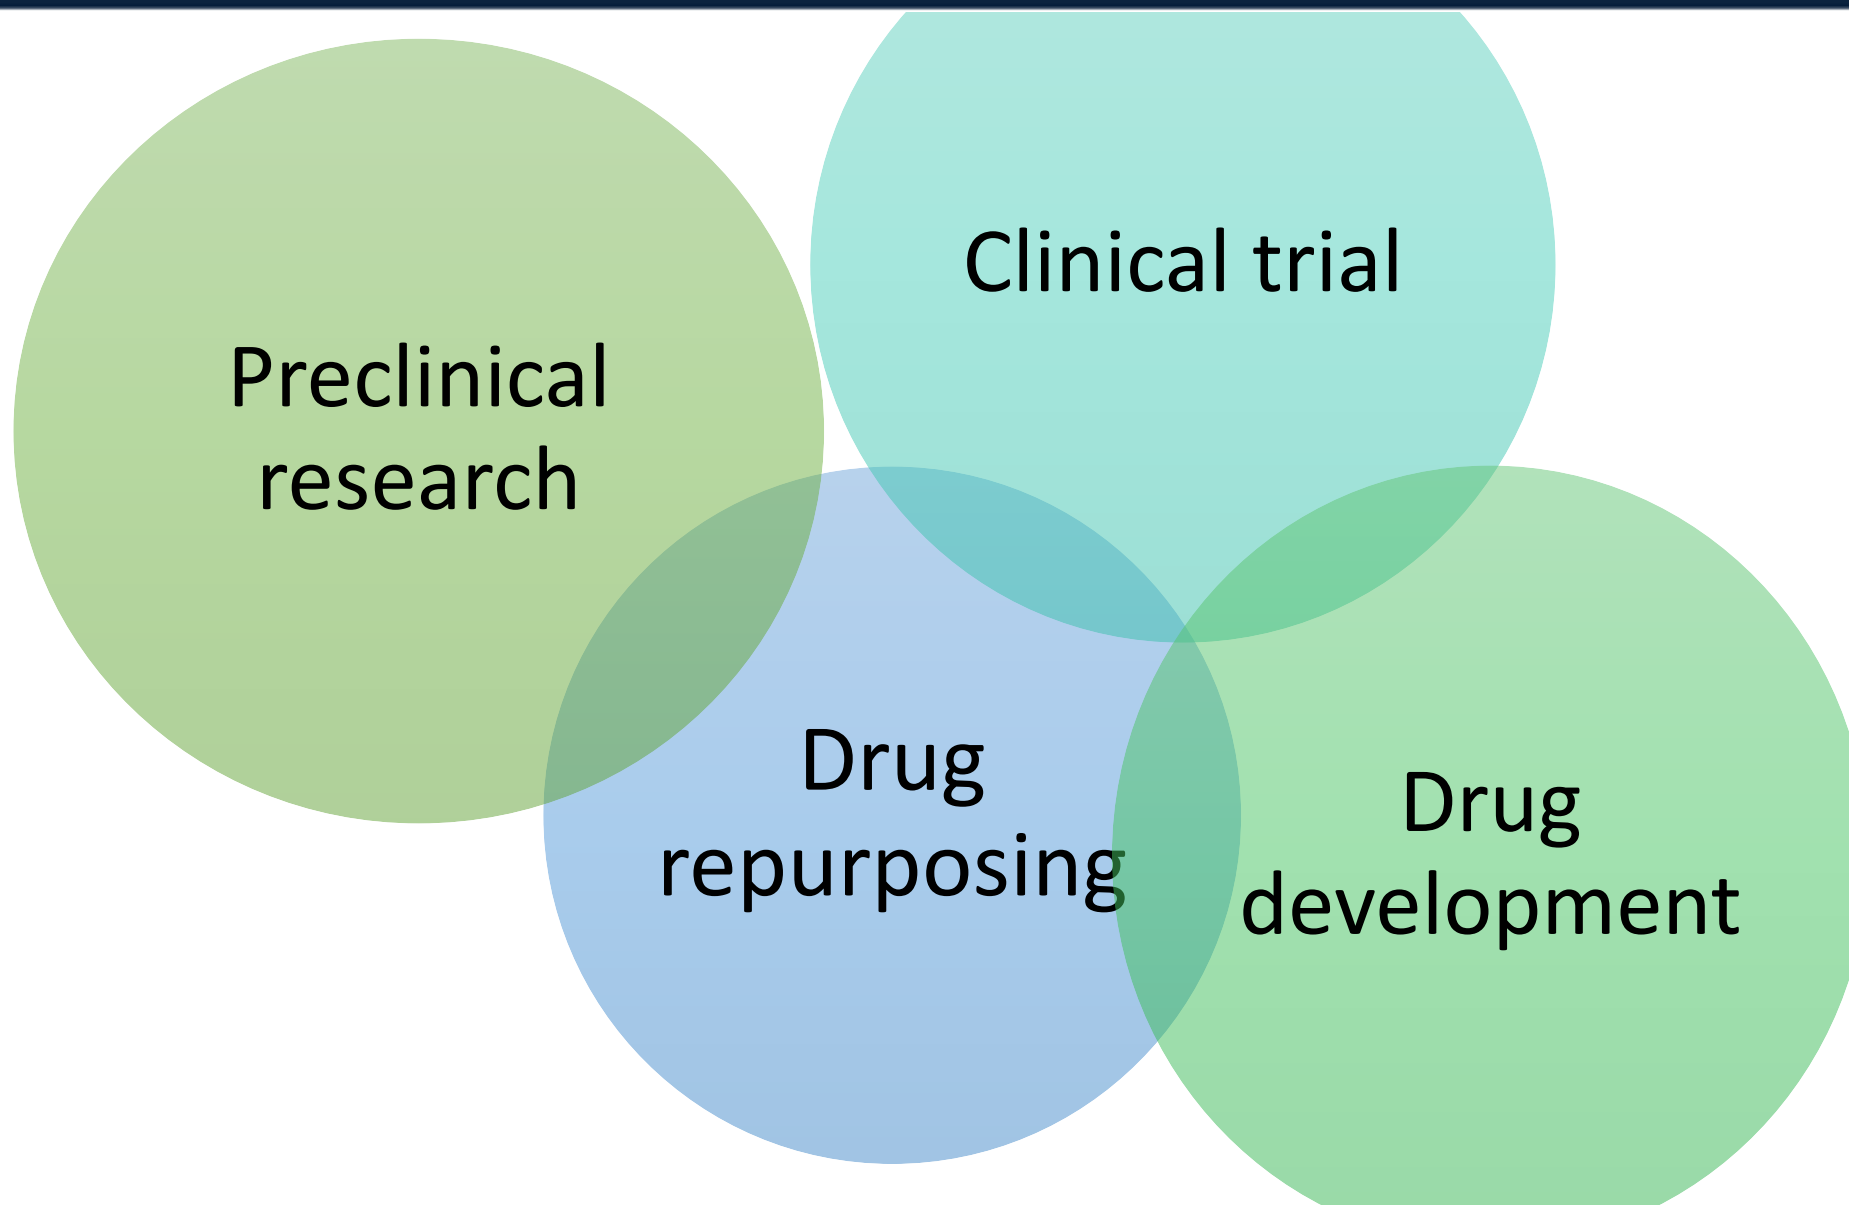 Preclinical
research
Clinical trial
Drug
repurposing
Drug
development